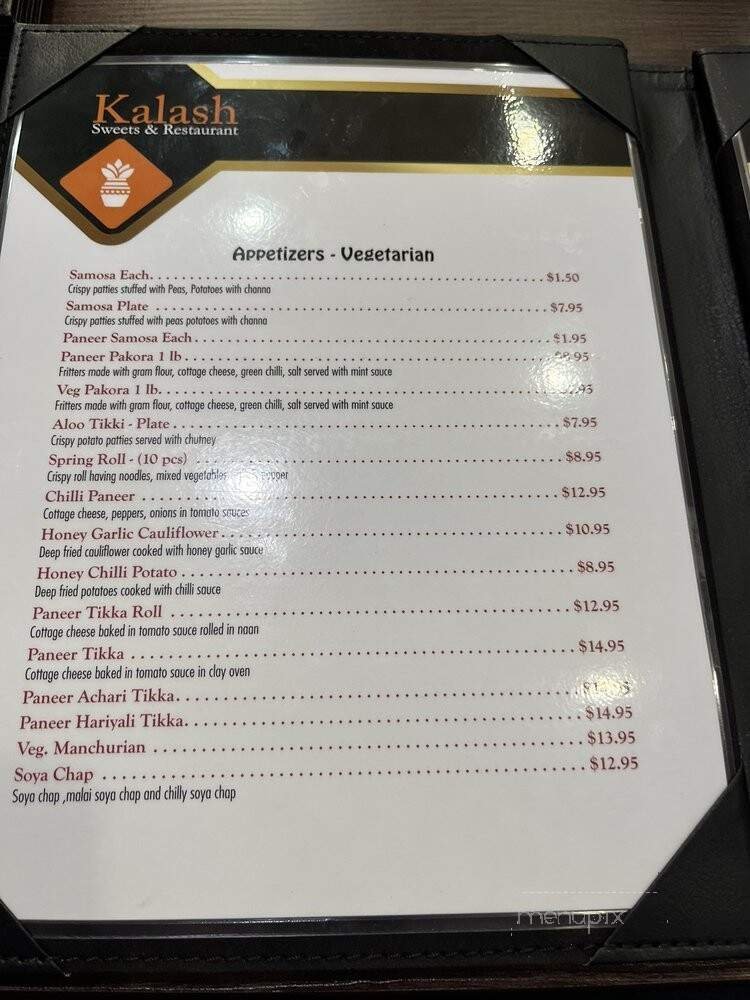 Kalash
Sweets & Restaurant
Appetizers - Vegetarian
Samosa Each $1.50
Crispy patties stuffed with Peas, Potatoes with channa
Samosa Plate $7.95
Crispy patties stuffed with peas potatoes with channa
Paneer Samosa Each $1.95
Paneer Pakora 1 lb
Fritters made with gram flour, cottage cheese, green chilli, salt served with mint sauce
Veg Pakora 1 lb
Fritters made with gram flour, cottage cheese, green chilli, salt served with mint sauce
Aloo Tikki - Plate $7.95
Crispy potato patties served with chutney
Spring Roll - (10 pcs) $8.95
Crispy roll having noodles, mixed vegetables pepper
Chilli Paneer $12.95
Cottage cheese, peppers, onions in tomato sauces
Honey Garlic Cauliflower $10.95
Deep fried cauliflower cooked with honey garlic sauce
Honey Chilli Potato $8.95
Deep fried potatoes cooked with chilli sauce
Paneer Tikka Roll $12.95
Cottage cheese baked in tomato sauce rolled in naan
Paneer Tikka $14.95
Cottage cheese baked in tomato sauce in clay oven
Paneer Achari Tikka
Paneer Hariyali Tikka $14.95
Veg. Manchurian $13.95
Soya Chap $12.95
Soya chap ,malai soya chap and chilly soya chap
menupix